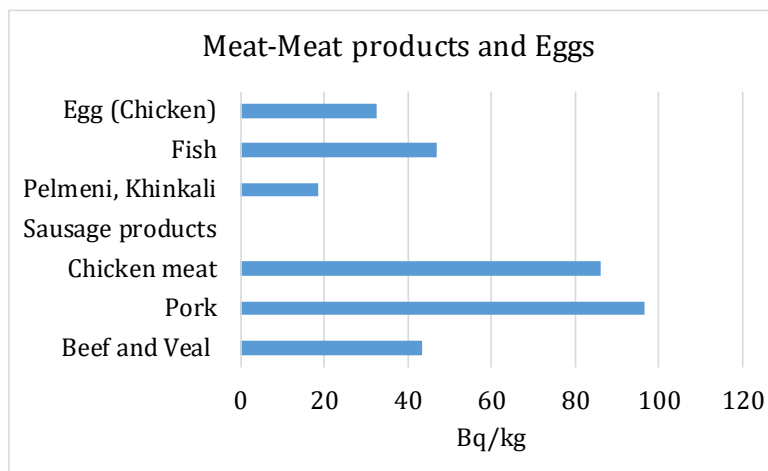 Meat-Meat products and Eggs
Egg (Chicken)
Fish
Pelmeni, Khinkali
Sausage products
Chicken meat
Pork
Beef and Veal
0 20 40 60 80 100 120
Bq/kg